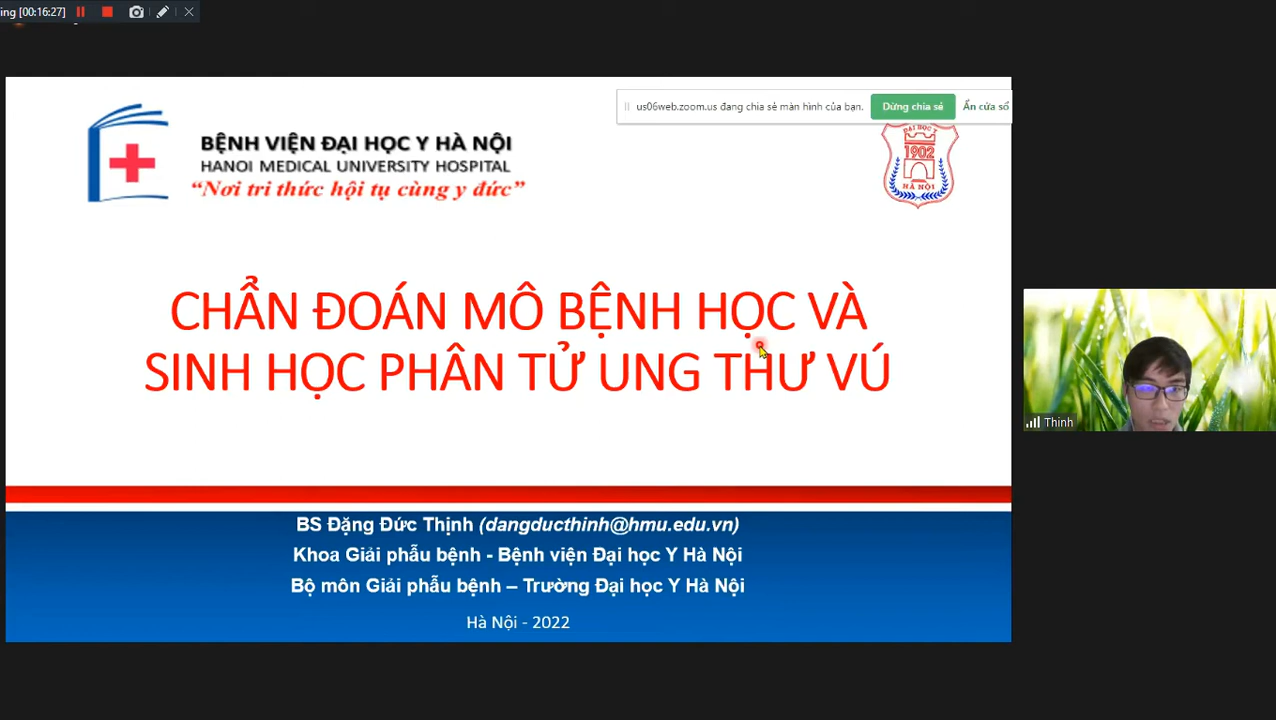 ing [00:16:27]
us06web.zoom.us đang chia sẻ màn hình của bạn.
Dừng chia sẻ
Ẩn cửa sổ
BỆNH VIỆN ĐẠI HỌC Y HÀ NỘI
HANOI MEDICAL UNIVERSITY HOSPITAL
“Nơi tri thức hội tụ cùng y đức”
ĐẠI HỌC Y
1902
HÀ NỘI
CHẨN ĐOÁN MÔ BỆNH HỌC VÀ
SINH HỌC PHÂN TỬ UNG THƯ VÚ
Thinh
BS Đặng Đức Thịnh (dangducthinh@hmu.edu.vn)
Khoa Giải phẫu bệnh - Bệnh viện Đại học Y Hà Nội
Bộ môn Giải phẫu bệnh – Trường Đại học Y Hà Nội
Hà Nội - 2022